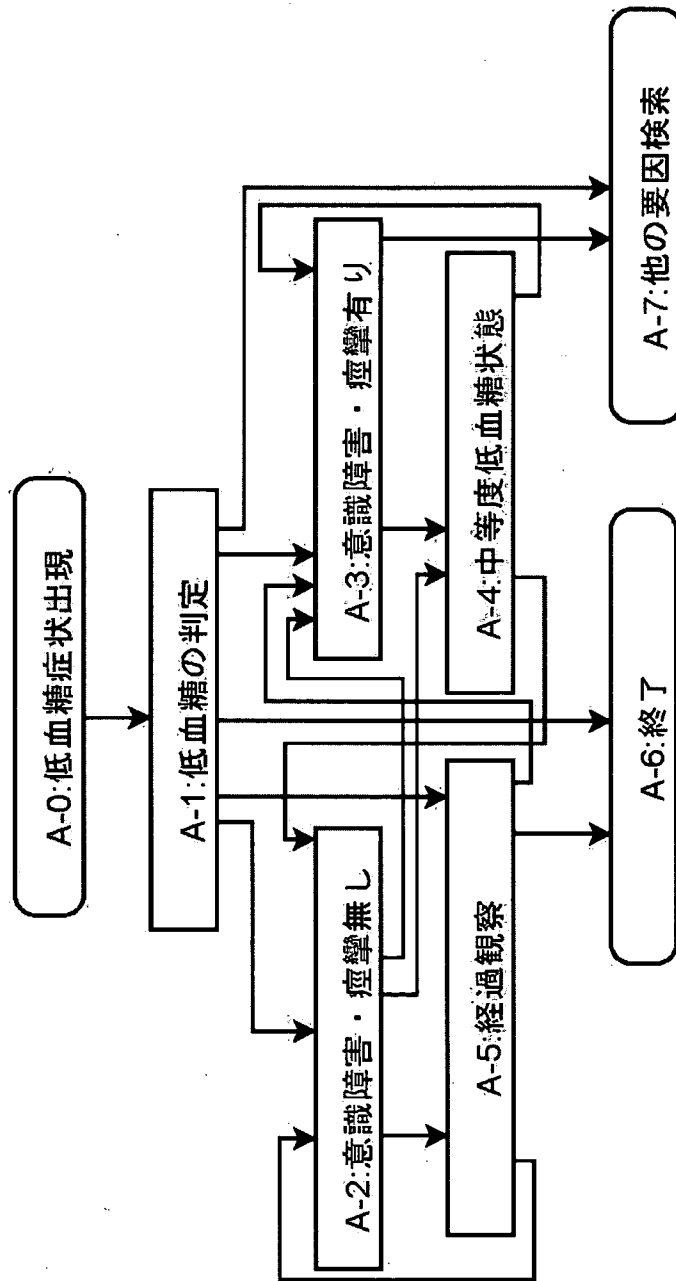 A-0:低血糖症状出現
A-1:低血糖の判定
A-2:意識障害・痙攣無し
A-3:意識障害・痙攣有り
A-4:中等度低血糖状態
A-5:経過観察
A-6:終了
A-7:他の要因検索